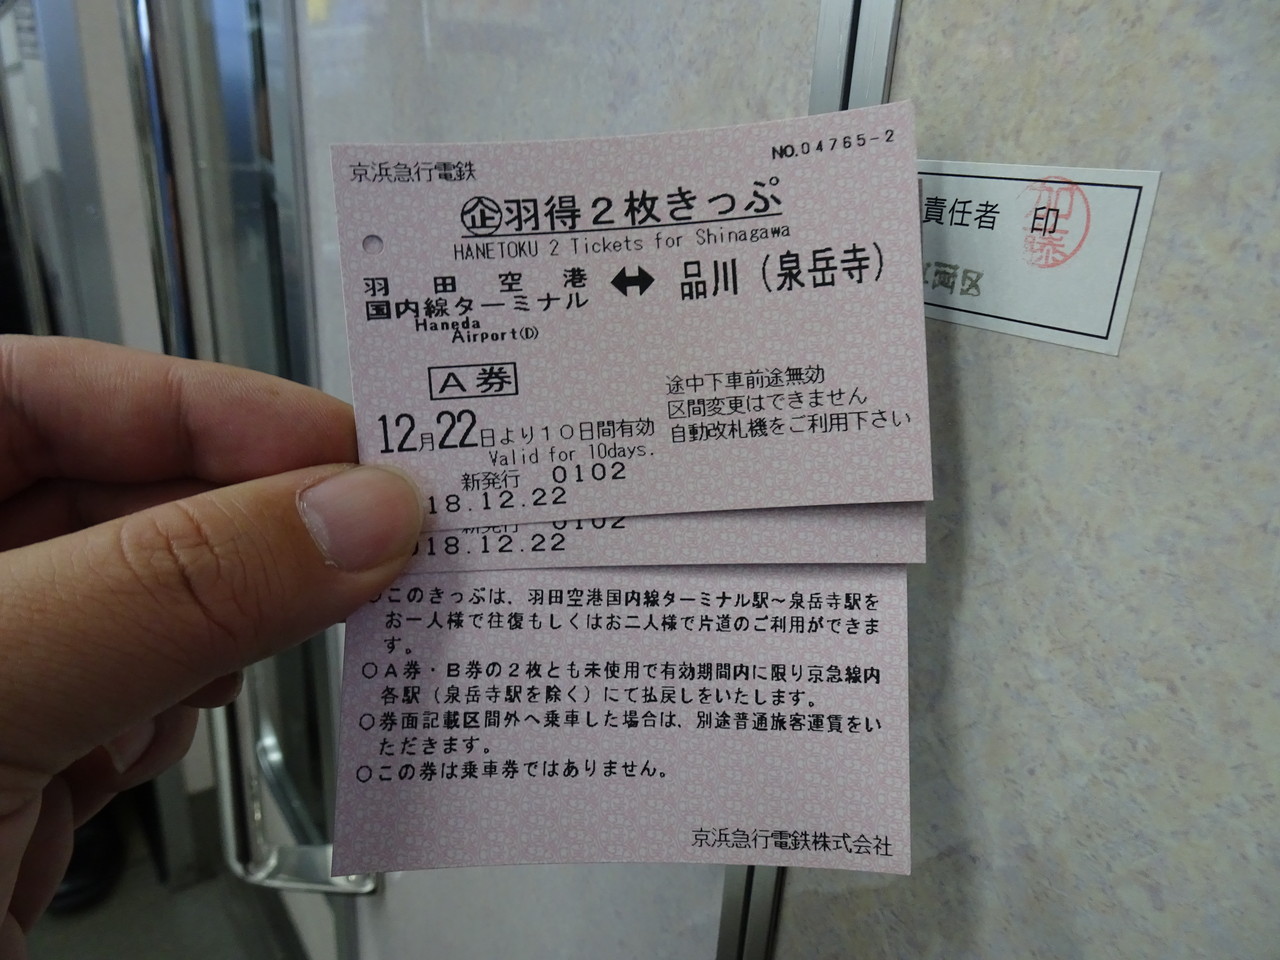 京浜急行電鉄
NO.04765-2
企羽得2枚きっぷ
HANETOKU 2 Tickets for Shinagawa
羽田空港 ↔ 品川(泉岳寺)
国内線ターミナル
Haneda
Airport(D)
A券
途中下車前途無効
区間変更はできません
自動改札機をご利用下さい
12月22日より10日間有効
Valid for 10days.
新発行 0102
18.12.22
新発行 0102
018.12.22
○このきっぷは、羽田空港国内線ターミナル駅~泉岳寺駅を
お一人様で往復もしくはお二人様で片道のご利用ができま
す。
○A券・B券の2枚とも未使用で有効期間内に限り京急線内
各駅(泉岳寺駅を除く)にて払戻しをいたします。
○券面記載区間外へ乗車した場合は、別途普通旅客運賃をい
ただきます。
○この券は乗車券ではありません。
京浜急行電鉄株式会社
責任者 印